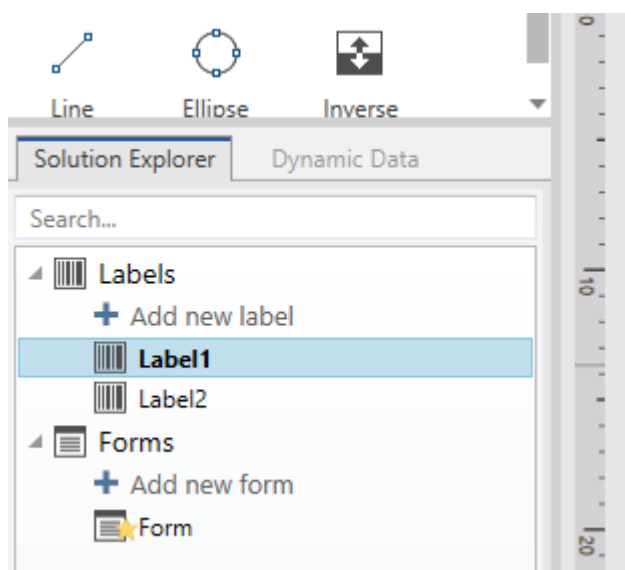 Line Ellipse Inverse
Solution Explorer Dynamic Data
Search...
Labels
Add new label
Label1
Label2
Forms
Add new form
Form
0
10
20